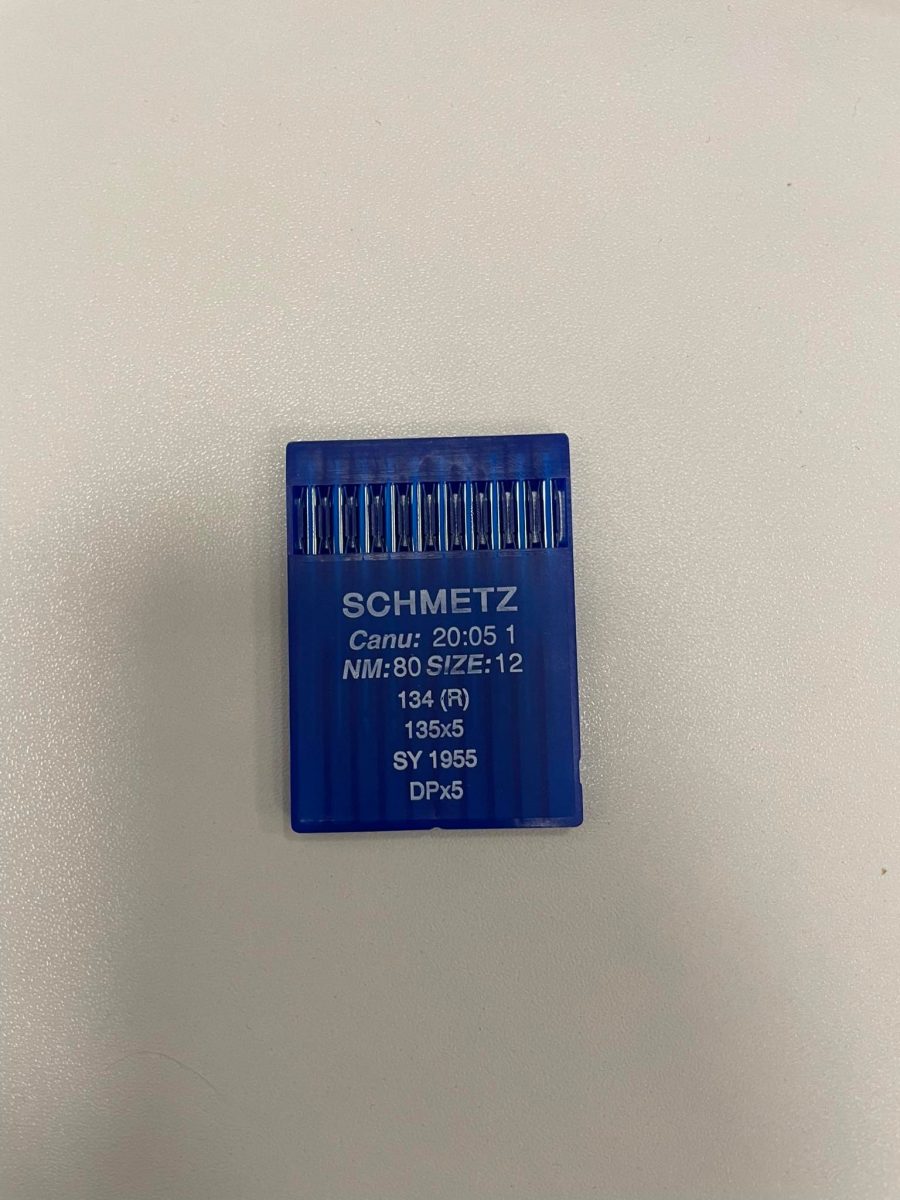 SCHMETZ
Canu: 20:05 1
NM:80 SIZE:12
134 (R)
135x5
SY 1955
DPx5